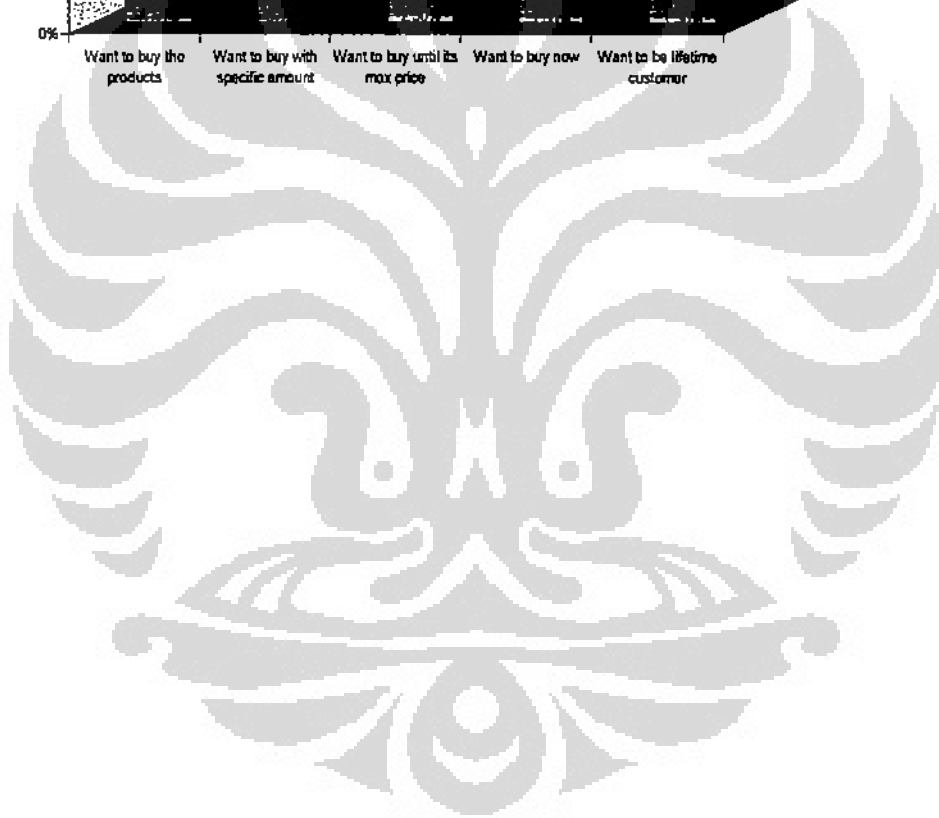 0%
Want to buy the Want to buy with Want to buy until its Want to buy now Want to be lifetime
products specific amount max price customer